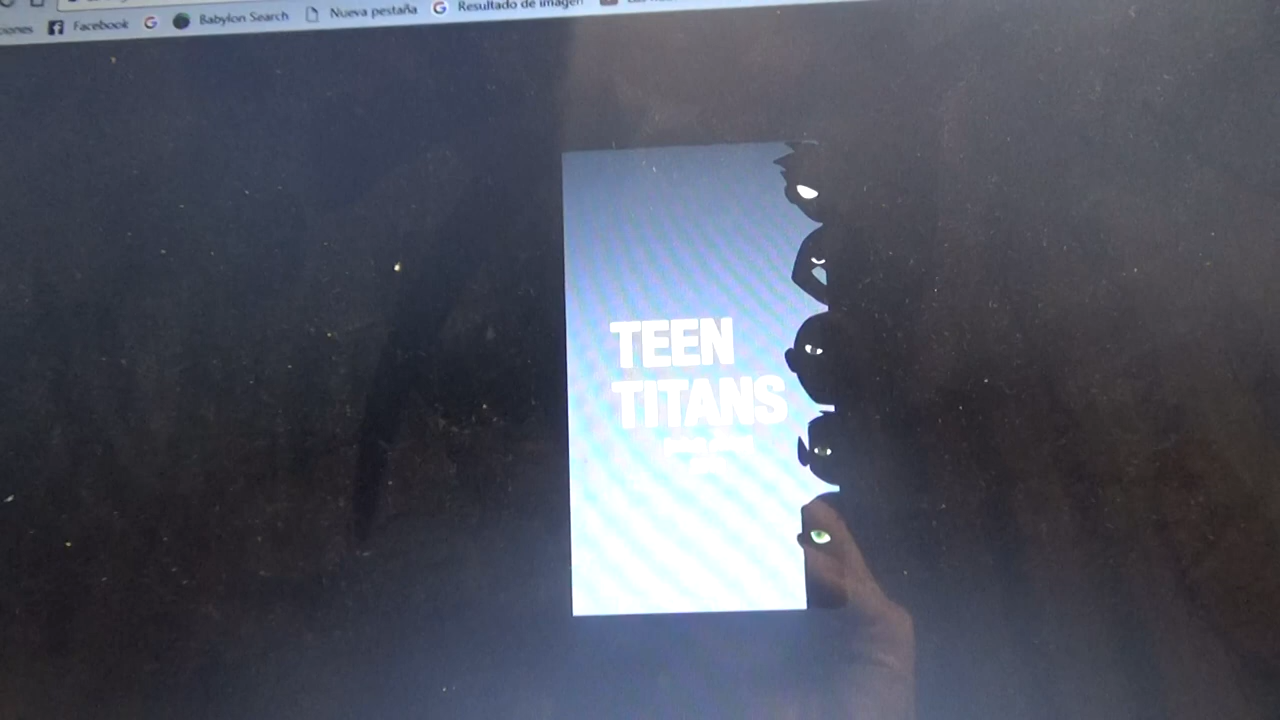 Facebook
Babylon Search
Nueva pestaña
Resultado de imagen
TEEN
TITANS